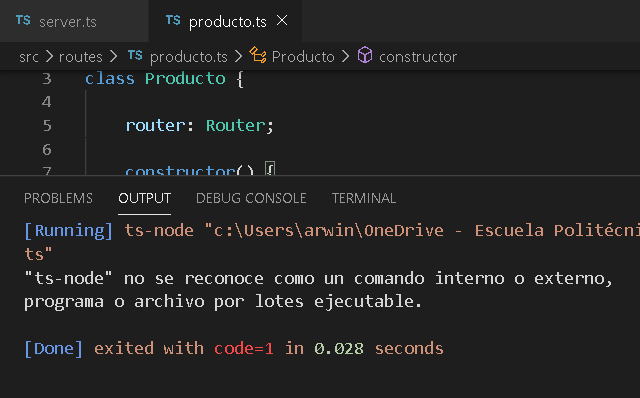 TS server.ts TS producto.ts
src > routes > TS producto.ts > Producto > constructor
3 class Producto {
4
5 router: Router;
6
7 constructor() {
PROBLEMS OUTPUT DEBUG CONSOLE TERMINAL
[Running] ts-node "c:\Users\arwin\OneDrive - Escuela Politécni
ts"
"ts-node" no se reconoce como un comando interno o externo,
programa o archivo por lotes ejecutable.
[Done] exited with code=1 in 0.028 seconds